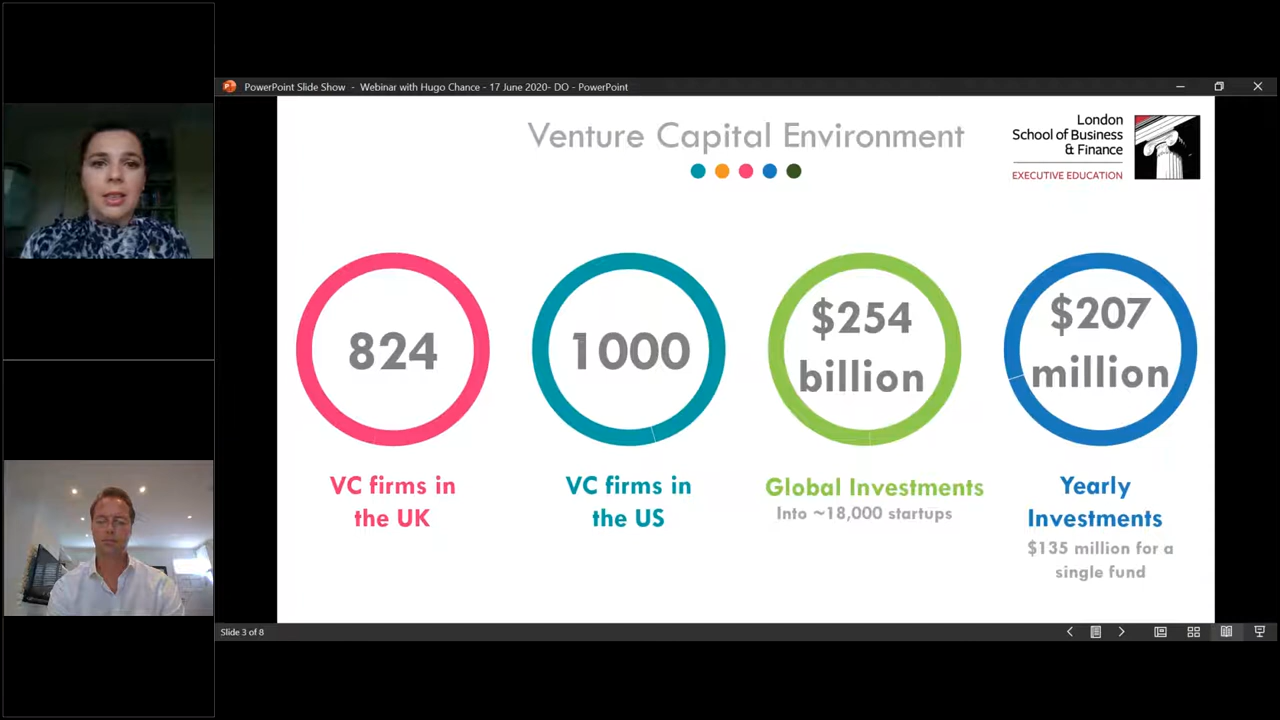 PowerPoint Slide Show - Webinar with Hugo Chance - 17 June 2020- DO - PowerPoint
Venture Capital Environment
London
School of Business
& Finance
EXECUTIVE EDUCATION
824
VC firms in
the UK
1000
VC firms in
the US
$254
billion
Global Investments
Into ~18,000 startups
$207
million
Yearly
Investments
$135 million for a
single fund
Slide 3 of 8